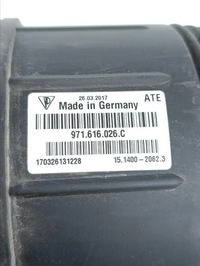 26.03.2017
ATE
Made in Germany
971.616.026.C
170326131228
15.1400-2062.3